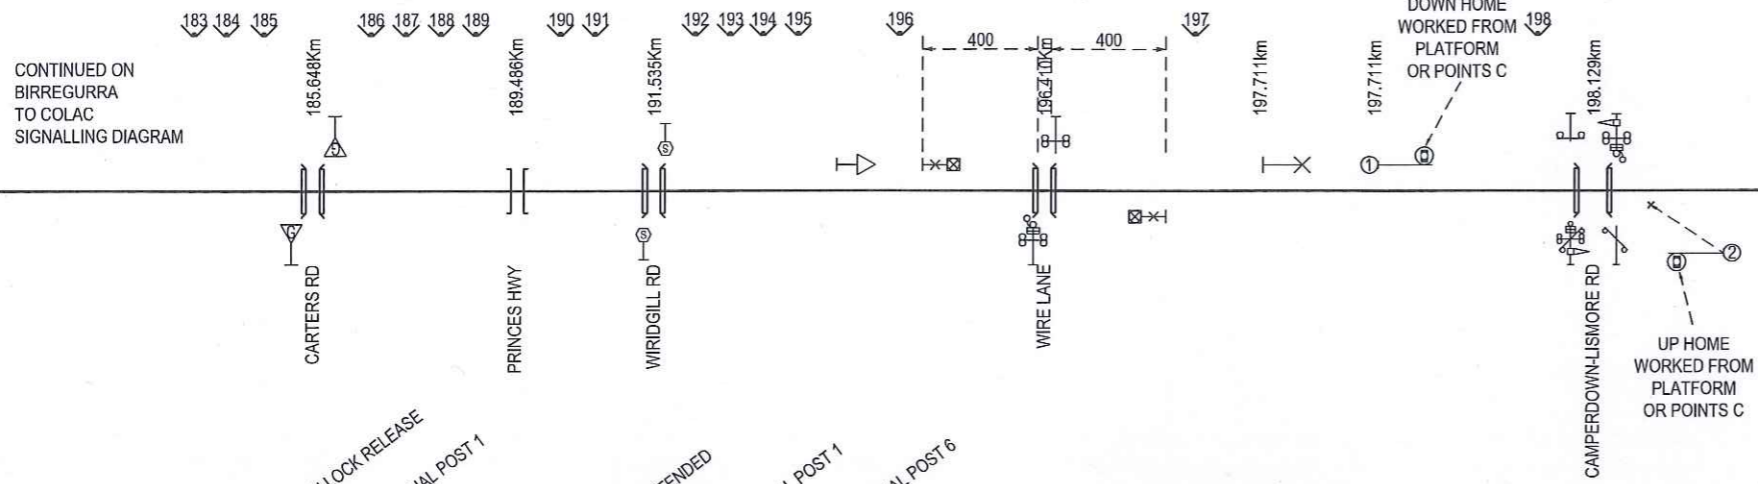 183 184 185 186 187 188 189 190 191 192 193 194 195 196 197 198
CONTINUED ON
BIRREGURRA
TO COLAC
SIGNALLING DIAGRAM
185.648Km
G
G
CARTERS RD
189.486Km
PRINCES HWY
191.535Km
S
S
WIRIDGILL RD
400
400
196.410Km
WIRE LANE
197.711km
197.711km
1
DOWN HOME
WORKED FROM
PLATFORM
OR POINTS C
198.129km
CAMPERDOWN-LISMORE RD
2
UP HOME
WORKED FROM
PLATFORM
OR POINTS C
LOCK RELEASE
POST 1
POST 1
POST 6